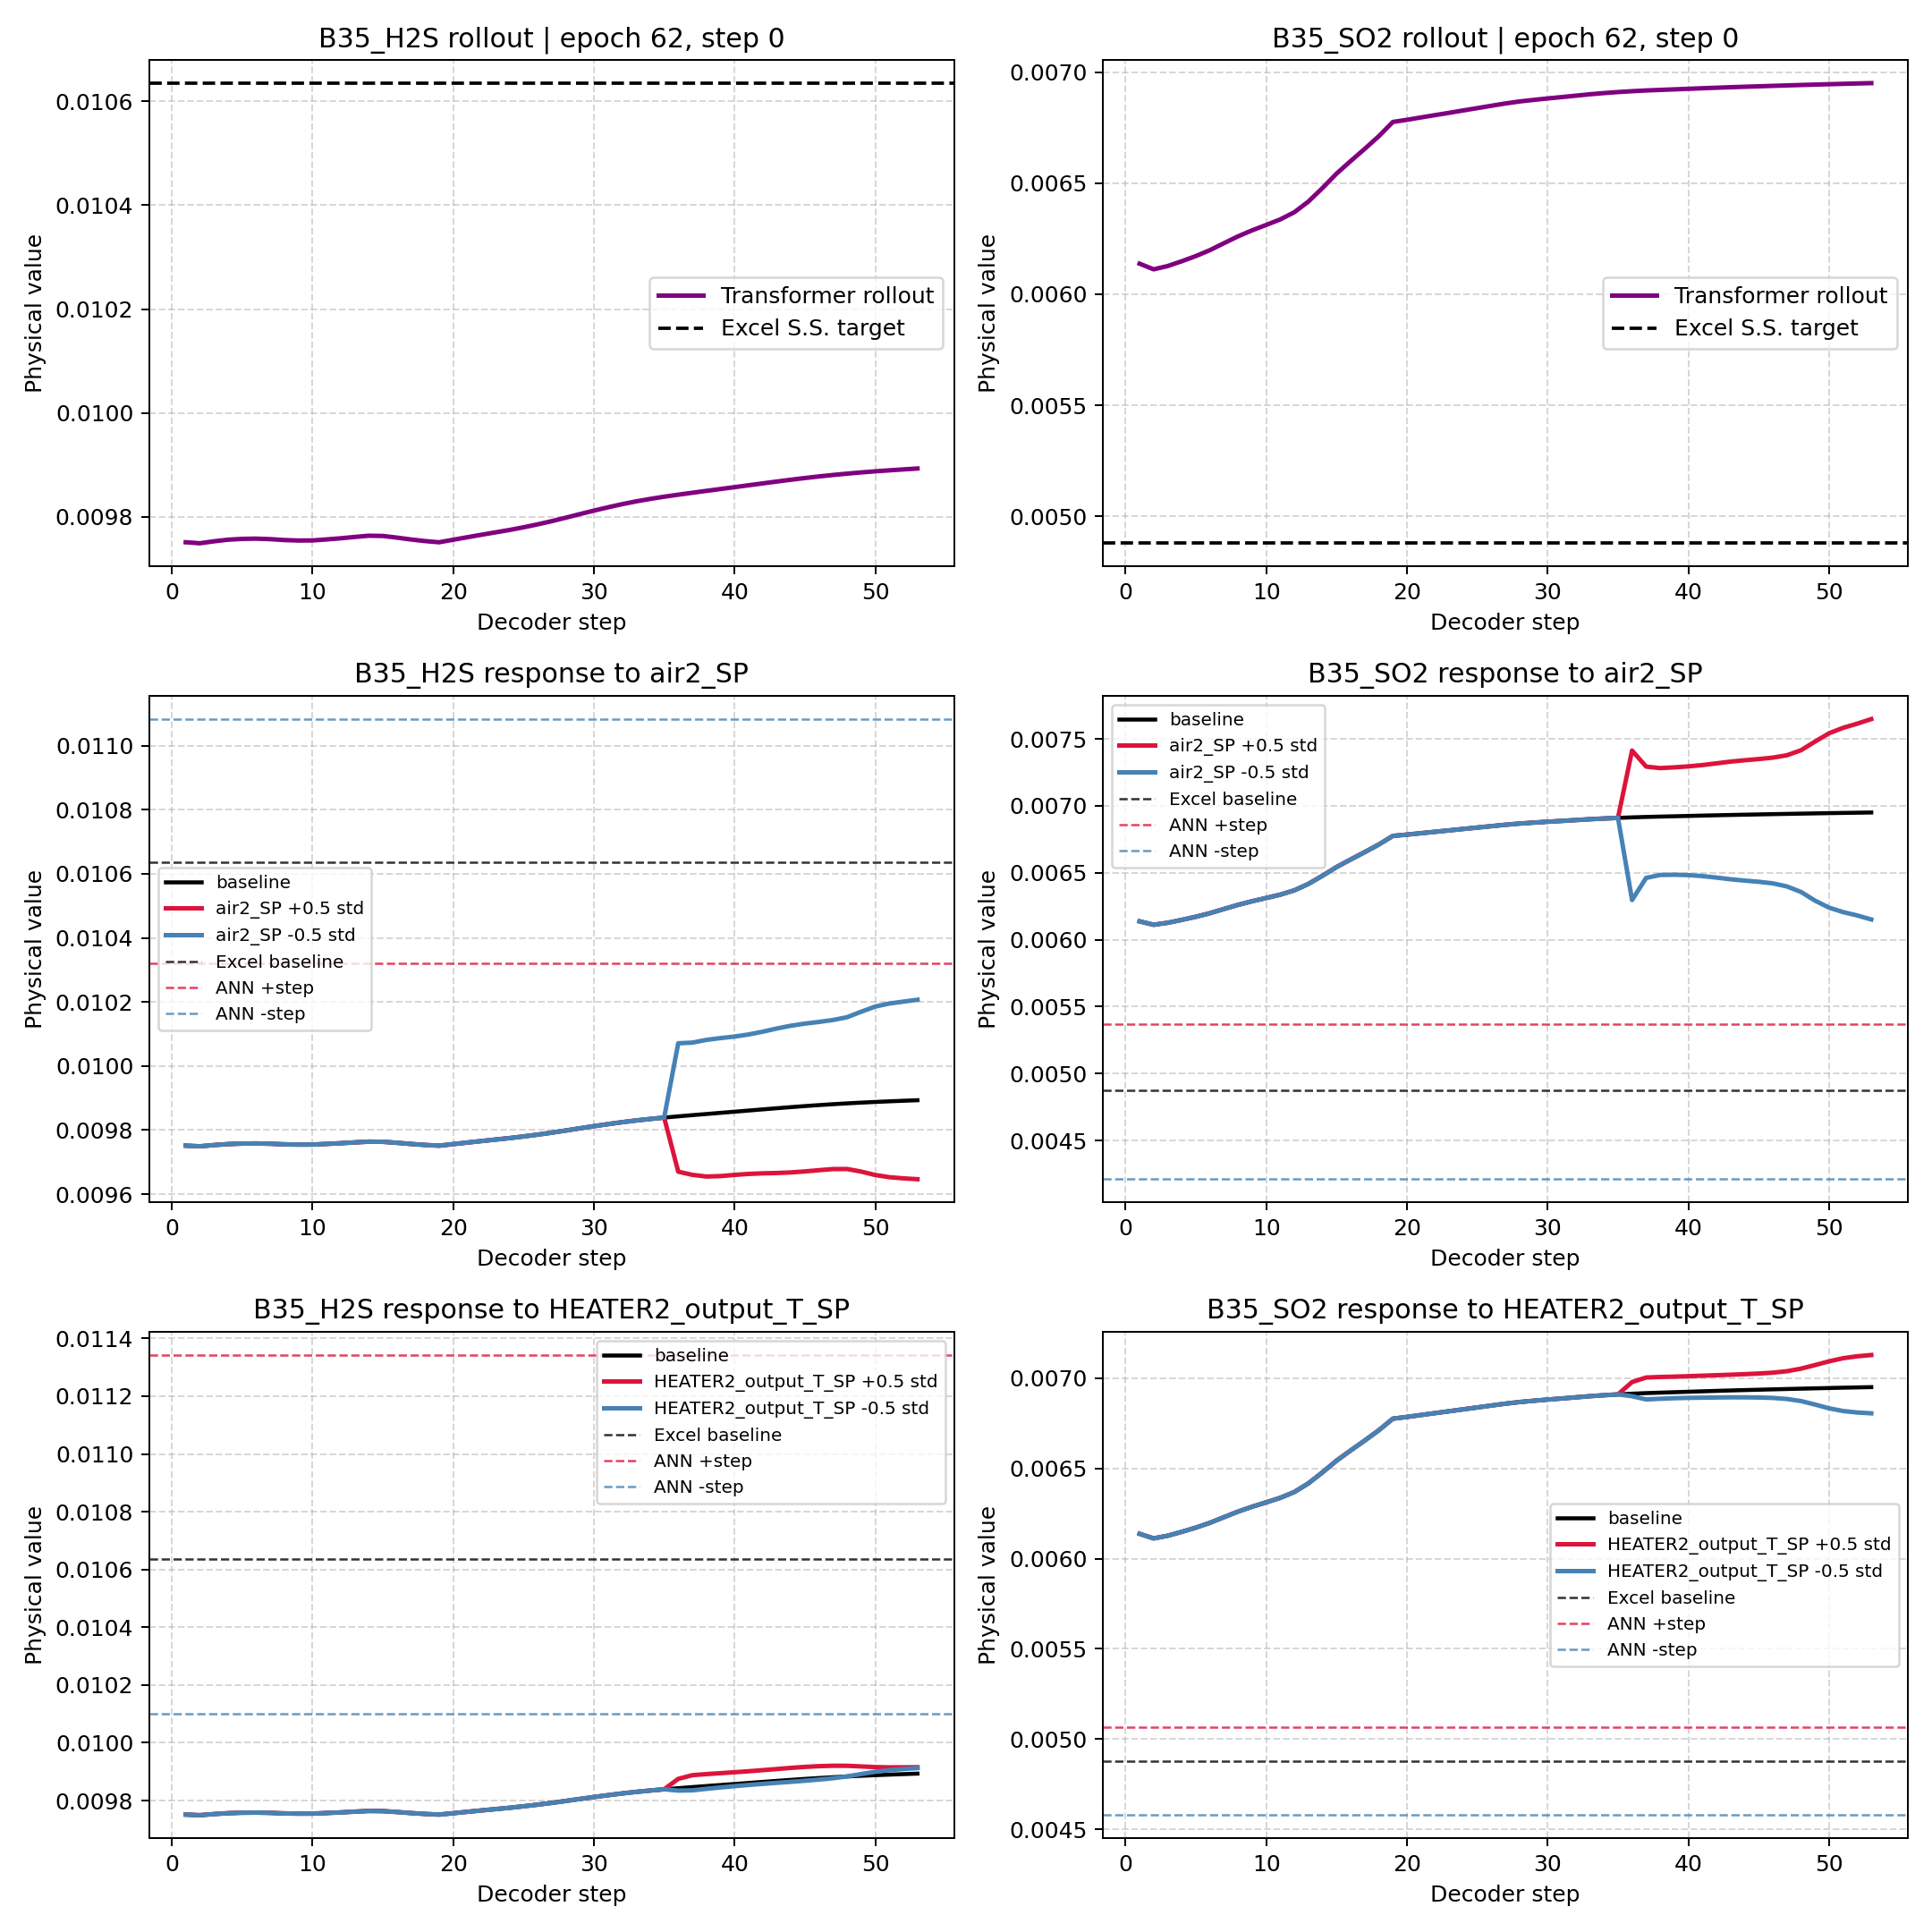 B35_H2S rollout | epoch 62, step 0
Physical value
0.0106
0.0104
0.0102
0.0100
0.0098
Transformer rollout
Excel S.S. target
0 10 20 30 40 50
Decoder step
B35_SO2 rollout | epoch 62, step 0
Physical value
0.0070
0.0065
0.0060
0.0055
0.0050
Transformer rollout
Excel S.S. target
0 10 20 30 40 50
Decoder step
B35_H2S response to air2_SP
Physical value
0.0110
0.0108
0.0106
0.0104
0.0102
0.0100
0.0098
0.0096
baseline
air2_SP +0.5 std
air2_SP -0.5 std
Excel baseline
ANN +step
ANN -step
0 10 20 30 40 50
Decoder step
B35_SO2 response to air2_SP
Physical value
0.0075
0.0070
0.0065
0.0060
0.0055
0.0050
0.0045
baseline
air2_SP +0.5 std
air2_SP -0.5 std
Excel baseline
ANN +step
ANN -step
0 10 20 30 40 50
Decoder step
B35_H2S response to HEATER2_output_T_SP
Physical value
0.0114
0.0112
0.0110
0.0108
0.0106
0.0104
0.0102
0.0100
0.0098
baseline
HEATER2_output_T_SP +0.5 std
HEATER2_output_T_SP -0.5 std
Excel baseline
ANN +step
ANN -step
0 10 20 30 40 50
Decoder step
B35_SO2 response to HEATER2_output_T_SP
Physical value
0.0070
0.0065
0.0060
0.0055
0.0050
0.0045
baseline
HEATER2_output_T_SP +0.5 std
HEATER2_output_T_SP -0.5 std
Excel baseline
ANN +step
ANN -step
0 10 20 30 40 50
Decoder step